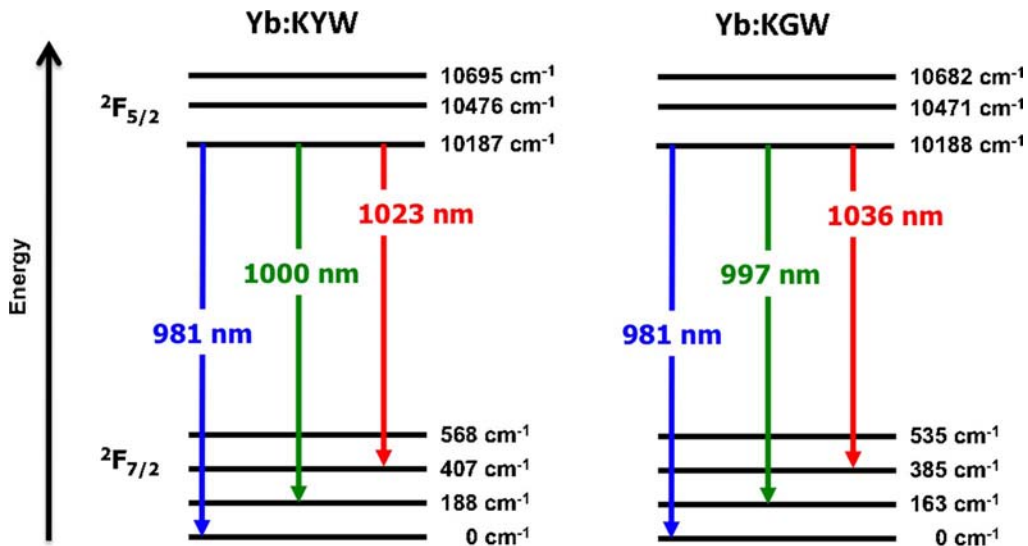 Yb:KYW
Yb:KGW
Energy
²F₅/₂
10695 cm⁻¹
10476 cm⁻¹
10187 cm⁻¹
1023 nm
1000 nm
981 nm
²F₇/₂
568 cm⁻¹
407 cm⁻¹
188 cm⁻¹
0 cm⁻¹
10682 cm⁻¹
10471 cm⁻¹
10188 cm⁻¹
1036 nm
997 nm
981 nm
535 cm⁻¹
385 cm⁻¹
163 cm⁻¹
0 cm⁻¹